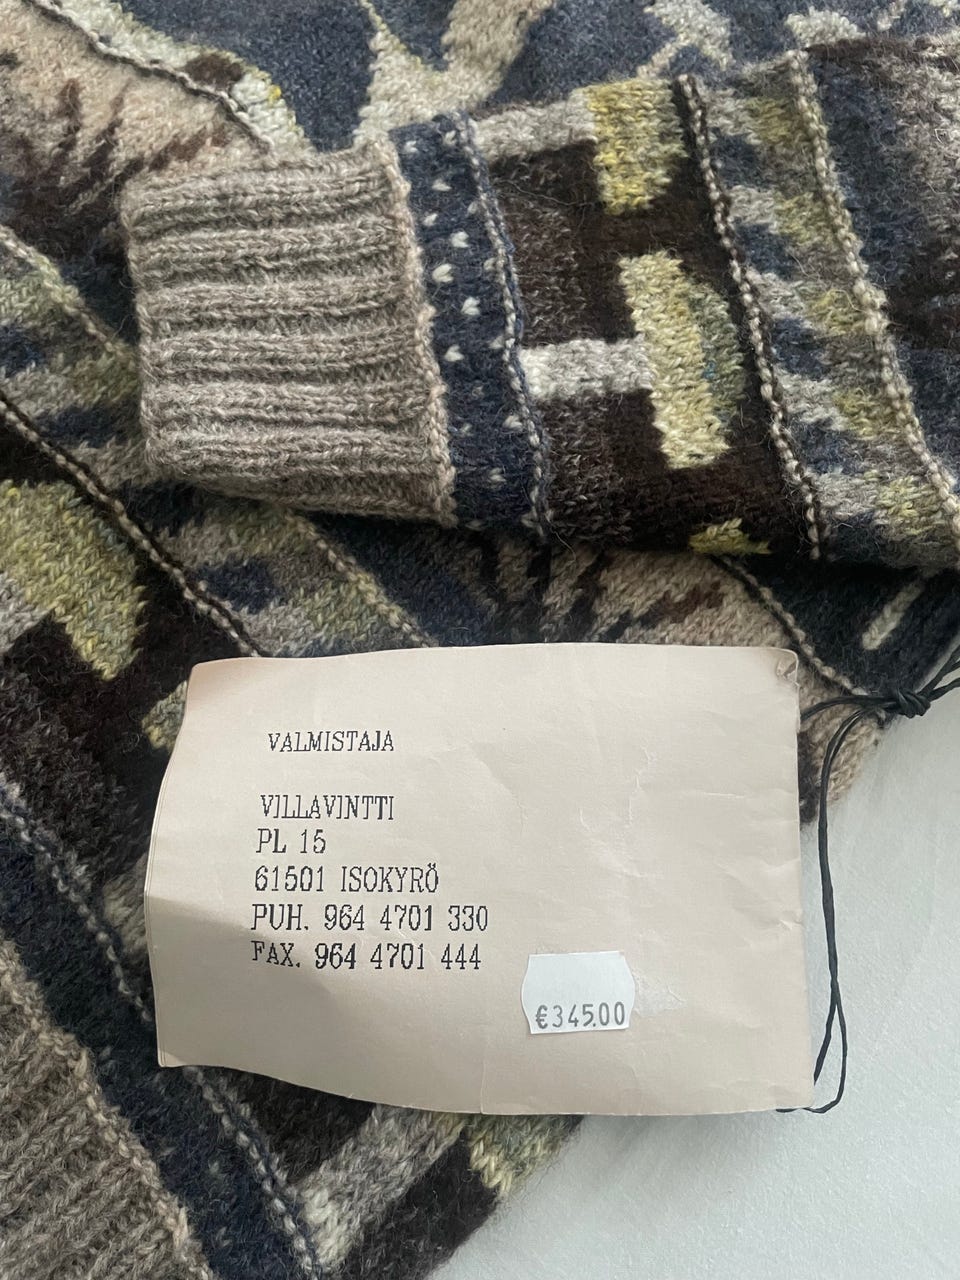 VALMISTAJA
VILLAVINTTI
PL 15
61501 ISOKYRÖ
PUH. 964 4701 330
FAX. 964 4701 444
€345.00